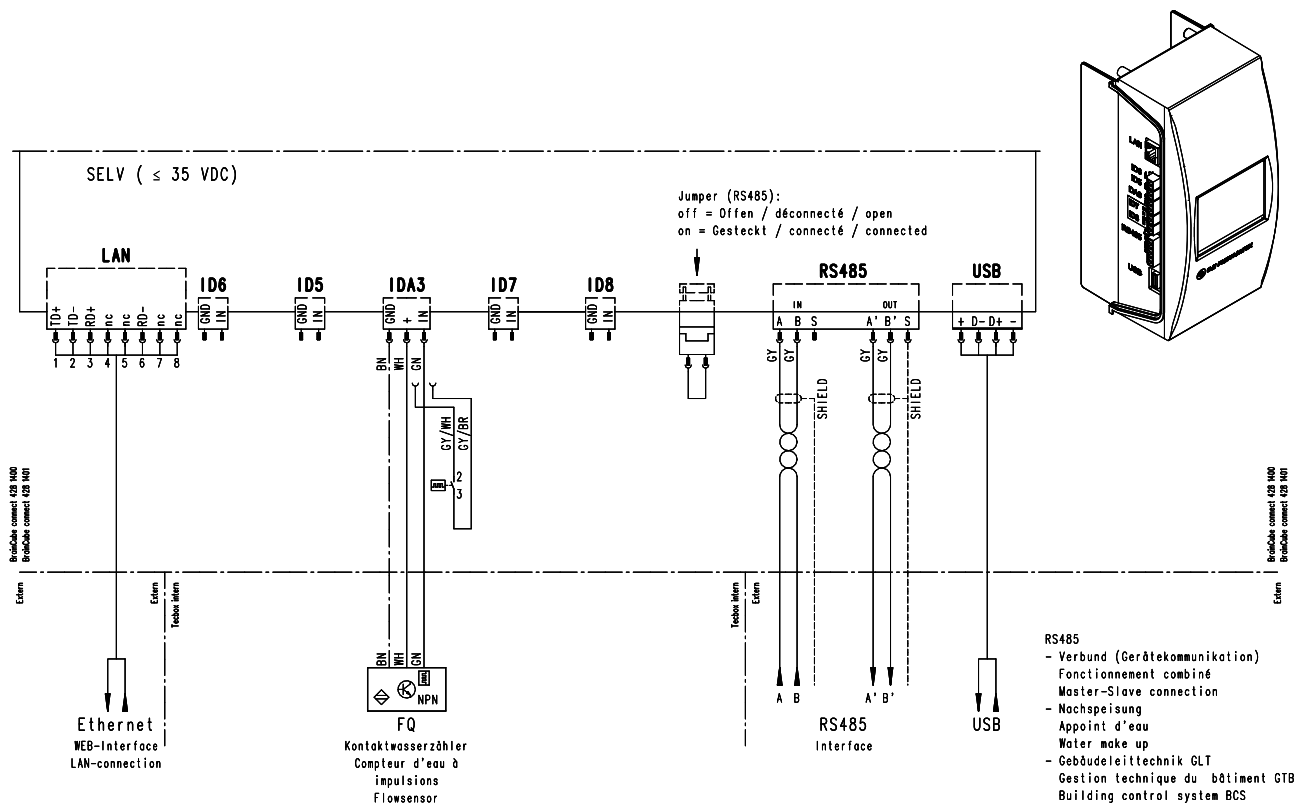 SELV ( ≤ 35 VDC)
Jumper (RS485):
off = Offen / déconnecté / open
on = Gesteckt / connecté / connected
LAN
ID6
ID5
IDA3
ID7
ID8
RS485
USB
TD+ TD- RD+ nc nc RD- nc nc
GND IN
GND IN
GND + IN
GND IN
GND IN
IN OUT
A B S A' B' S
+ D- D+ -
1 2 3 4 5 6 7 8
BN WH GN
GY GY GY GY
SHIELD SHIELD
GY/WH
GY/BR
2
3
BrainCube connect 428 1400
BrainCube connect 428 1401
BrainCube connect 428 1400
BrainCube connect 428 1401
Extern
Extern
Tecbox intern
Tecbox intern
Extern
Extern
BN WH GN
NPN
A B A' B'
Ethernet
WEB-Interface
LAN-connection
FQ
Kontaktwasserzähler
Compteur d'eau à
impulsions
Flowsensor
RS485
Interface
USB
RS485
- Verbund (Gerätekommunikation)
Fonctionnement combiné
Master-Slave connection
- Nachspeisung
Appoint d'eau
Water make up
- Gebäudeleittechnik GLT
Gestion technique du bâtiment GTB
Building control system BCS
LAN
RS485
USB